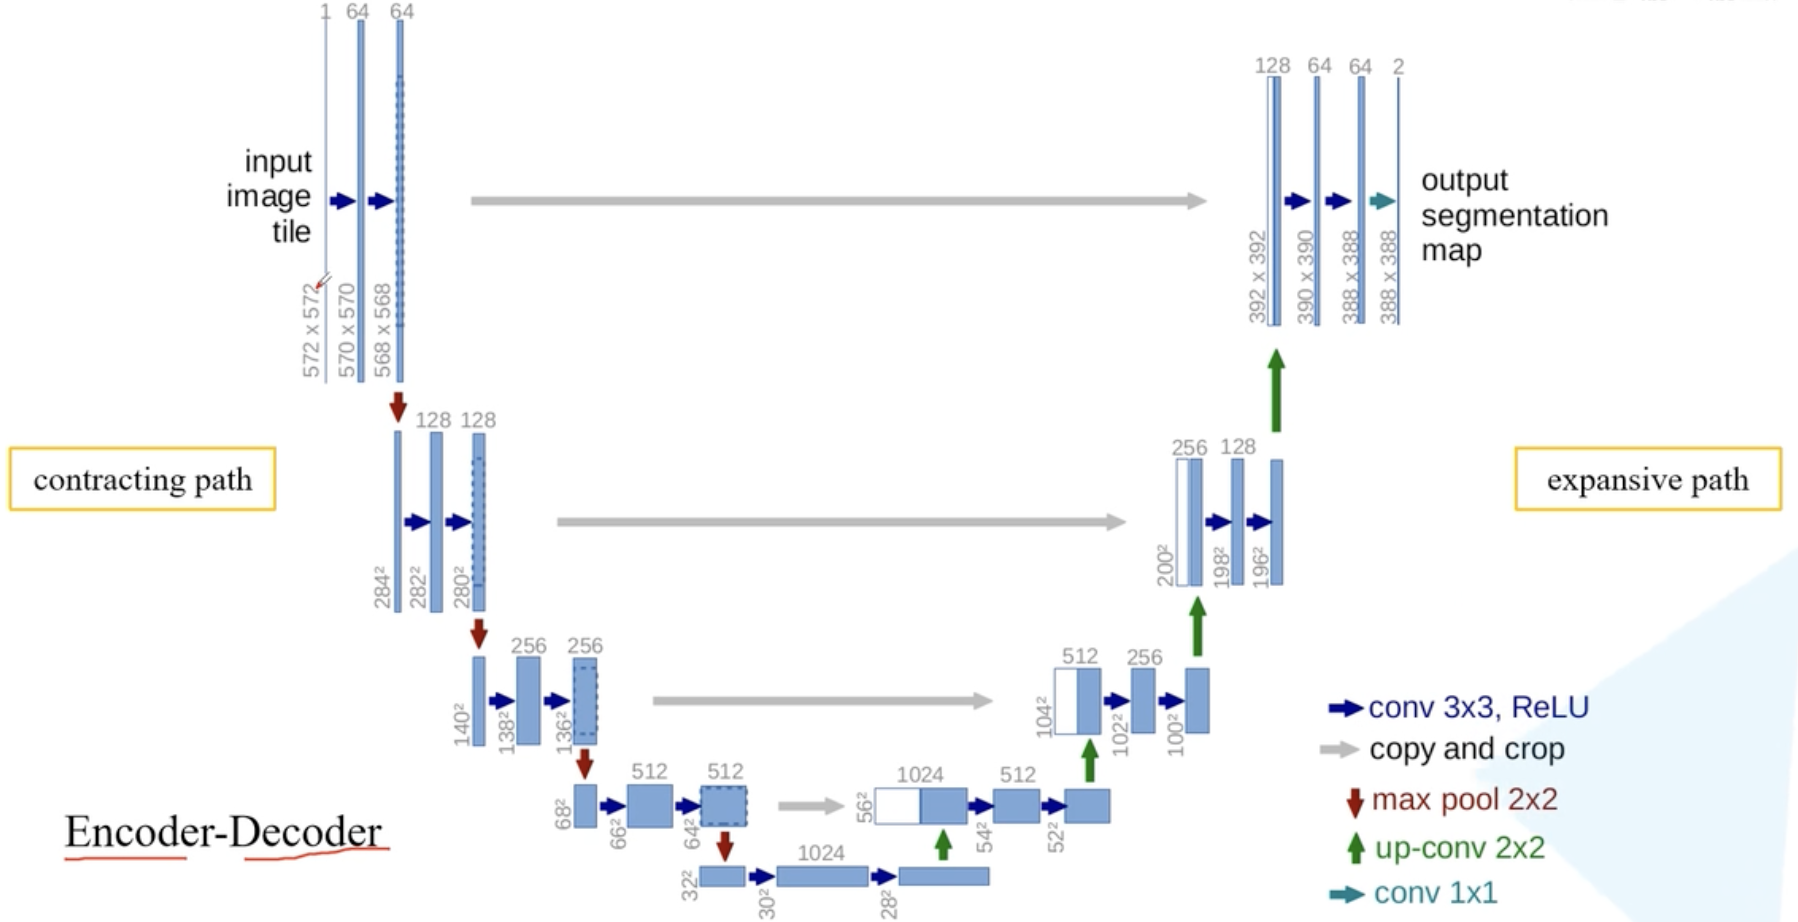 1 64 64
input
image
tile
572 x 572
570 x 570
568 x 568
128 64 64 2
output
segmentation
map
392 x 392
390 x 390
388 x 388
388 x 388
128 128
284²
282²
280²
contracting path
256 128
200²
198²
196²
expansive path
256 256
140²
138²
136²
512 256
104²
102²
100²
512 512
68²
66²
64²
1024 512
56²
54²
52²
1024
32²
30²
28²
Encoder-Decoder
conv 3x3, ReLU
copy and crop
max pool 2x2
up-conv 2x2
conv 1x1